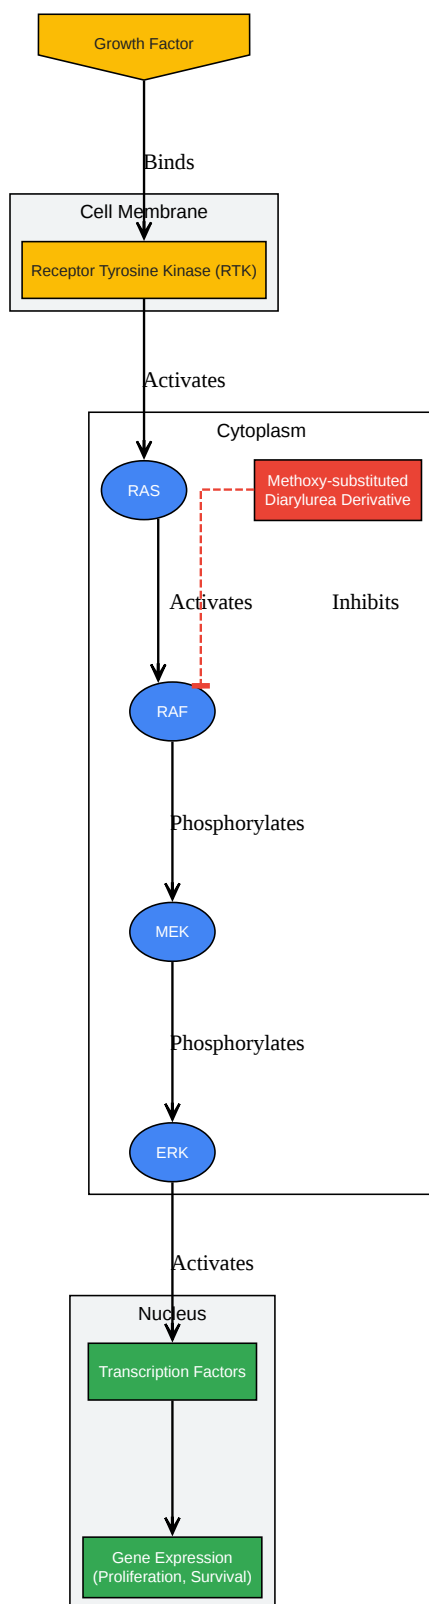 Growth Factor
Binds
Cell Membrane
Receptor Tyrosine Kinase (RTK)
Activates
Cytoplasm
RAS
Methoxy-substituted
Diarylurea Derivative
Activates
Inhibits
RAF
Phosphorylates
MEK
Phosphorylates
ERK
Activates
Nucleus
Transcription Factors
Gene Expression
(Proliferation, Survival)